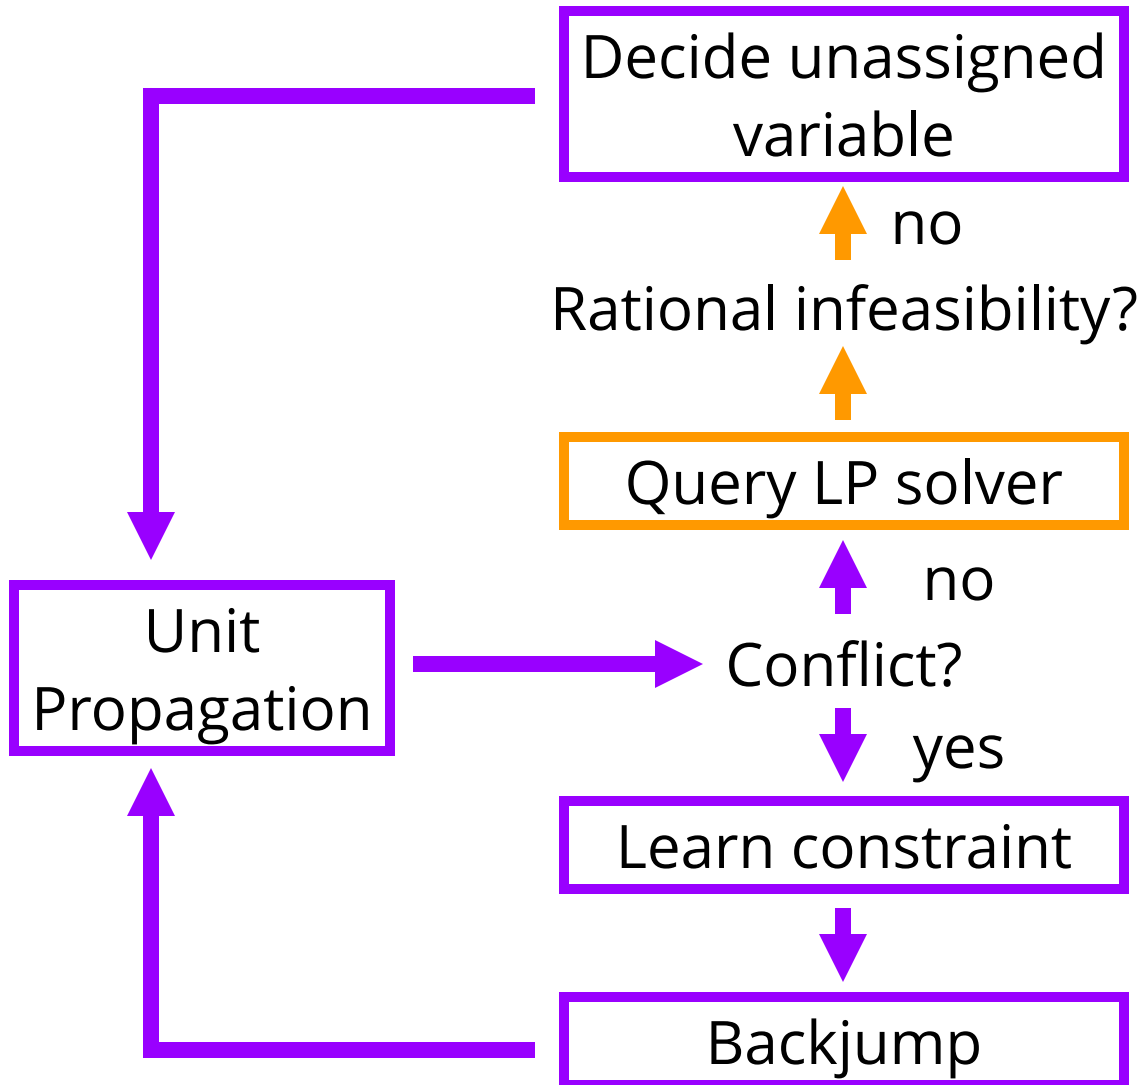 Decide unassigned
variable
no
Rational infeasibility?
Query LP solver
no
Unit
Propagation
Conflict?
yes
Learn constraint
Backjump